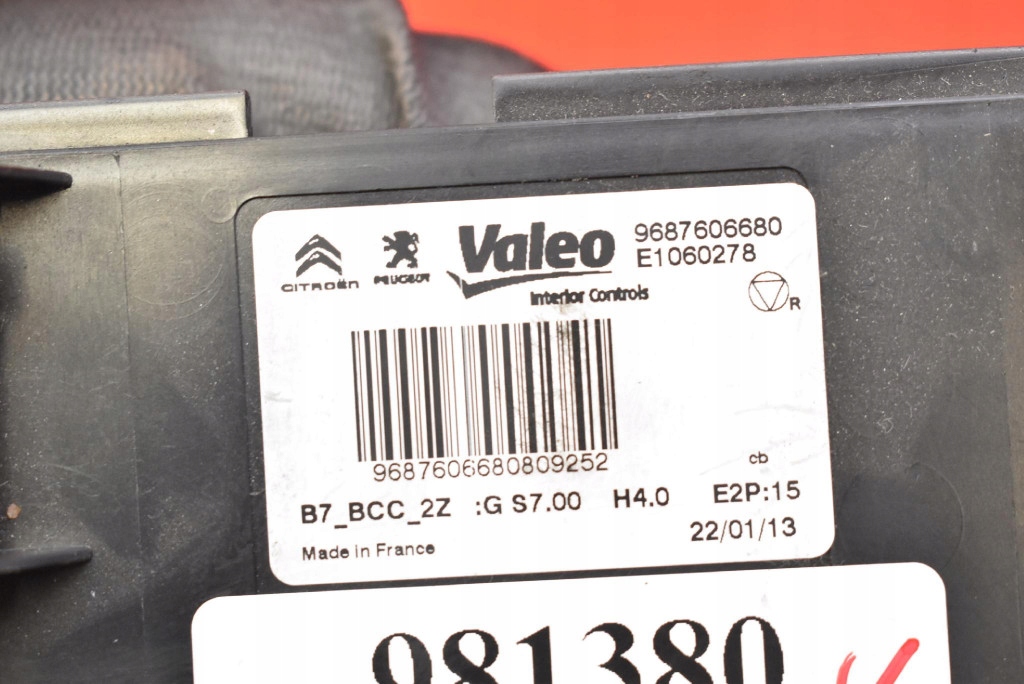 CITROËN PEUGEOT Valeo 9687606680
E1060278
Interior Controls
R
9687606680809252
cb
B7_BCC_2Z :G S7.00 H4.0 E2P:15
22/01/13
Made in France
981380